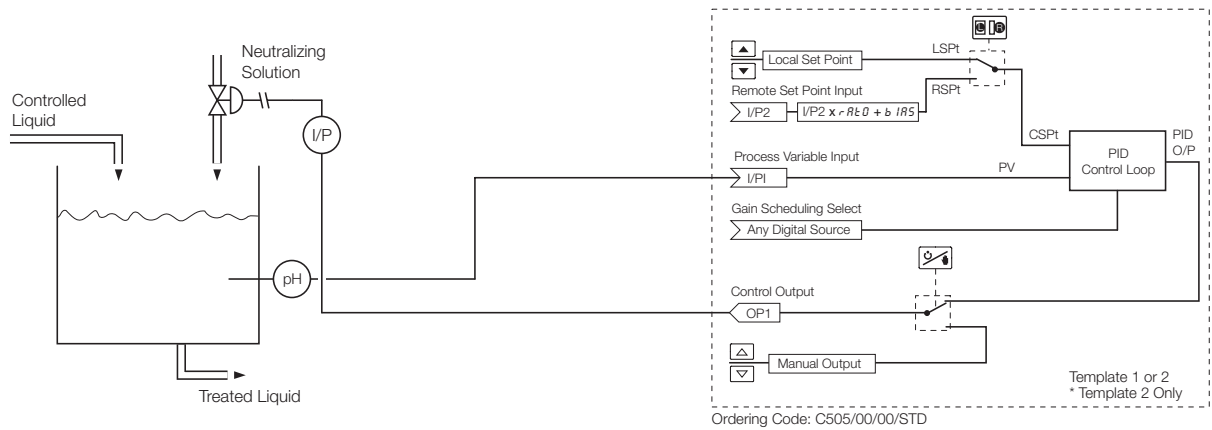 Controlled
Liquid
Neutralizing
Solution
I/P
pH
Treated Liquid
L R
LSPt
Local Set Point
RSPt
Remote Set Point Input
I/P2
I/P2 x rAtO + bIAS
CSPt
PID
O/P
PID
Control Loop
Process Variable Input
I/PI
PV
Gain Scheduling Select
Any Digital Source
Control Output
OP1
Manual Output
Template 1 or 2
* Template 2 Only
Ordering Code: C505/00/00/STD